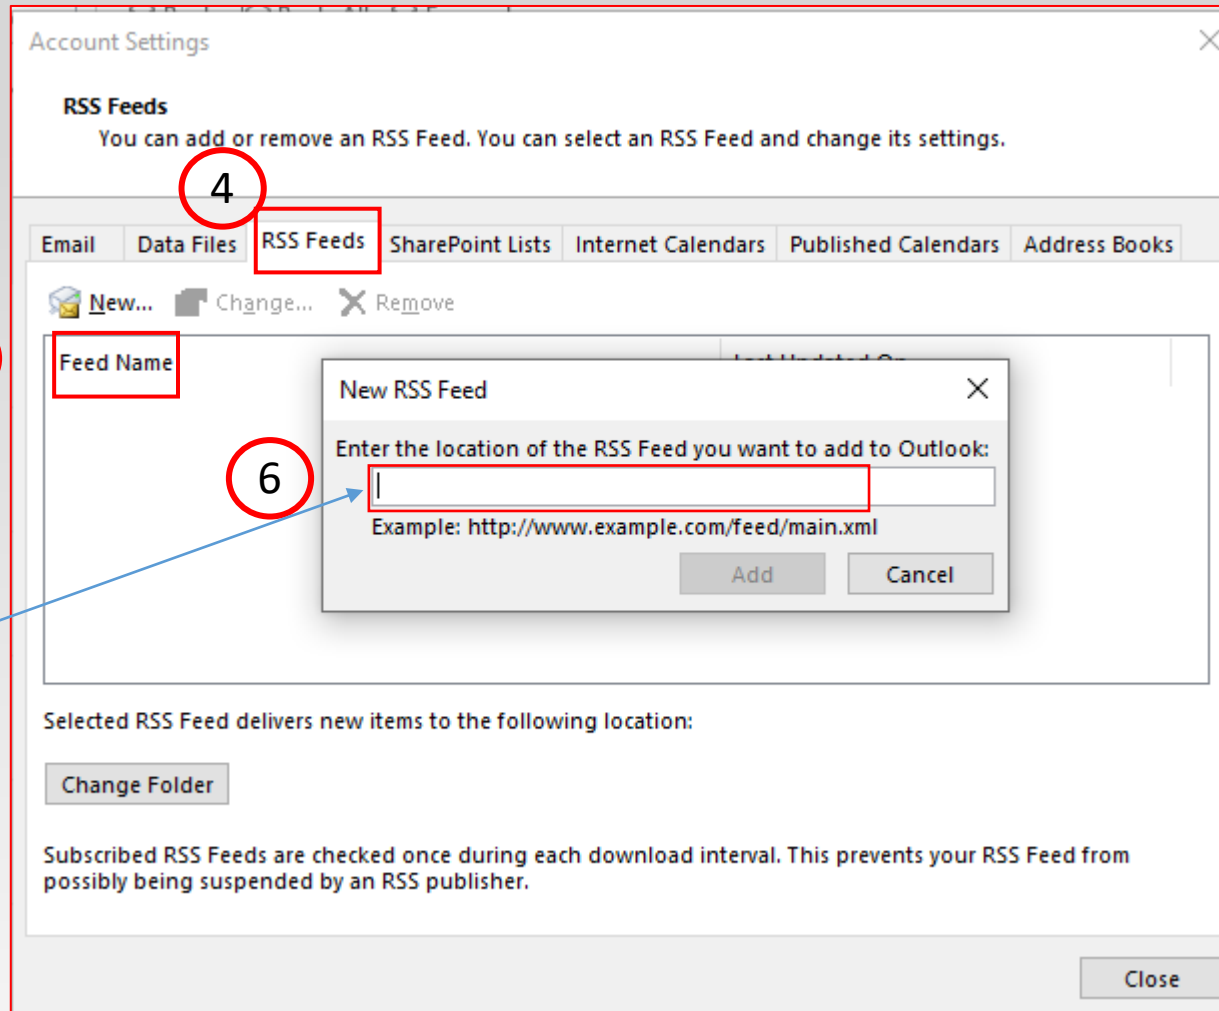 Account Settings
RSS Feeds
You can add or remove an RSS Feed. You can select an RSS Feed and change its settings.
4
Email Data Files RSS Feeds SharePoint Lists Internet Calendars Published Calendars Address Books
New... Change... Remove
Feed Name Last Updated On
New RSS Feed
Enter the location of the RSS Feed you want to add to Outlook:
6
Example: http://www.example.com/feed/main.xml
Add Cancel
Selected RSS Feed delivers new items to the following location:
Change Folder
Subscribed RSS Feeds are checked once during each download interval. This prevents your RSS Feed from
possibly being suspended by an RSS publisher.
Close